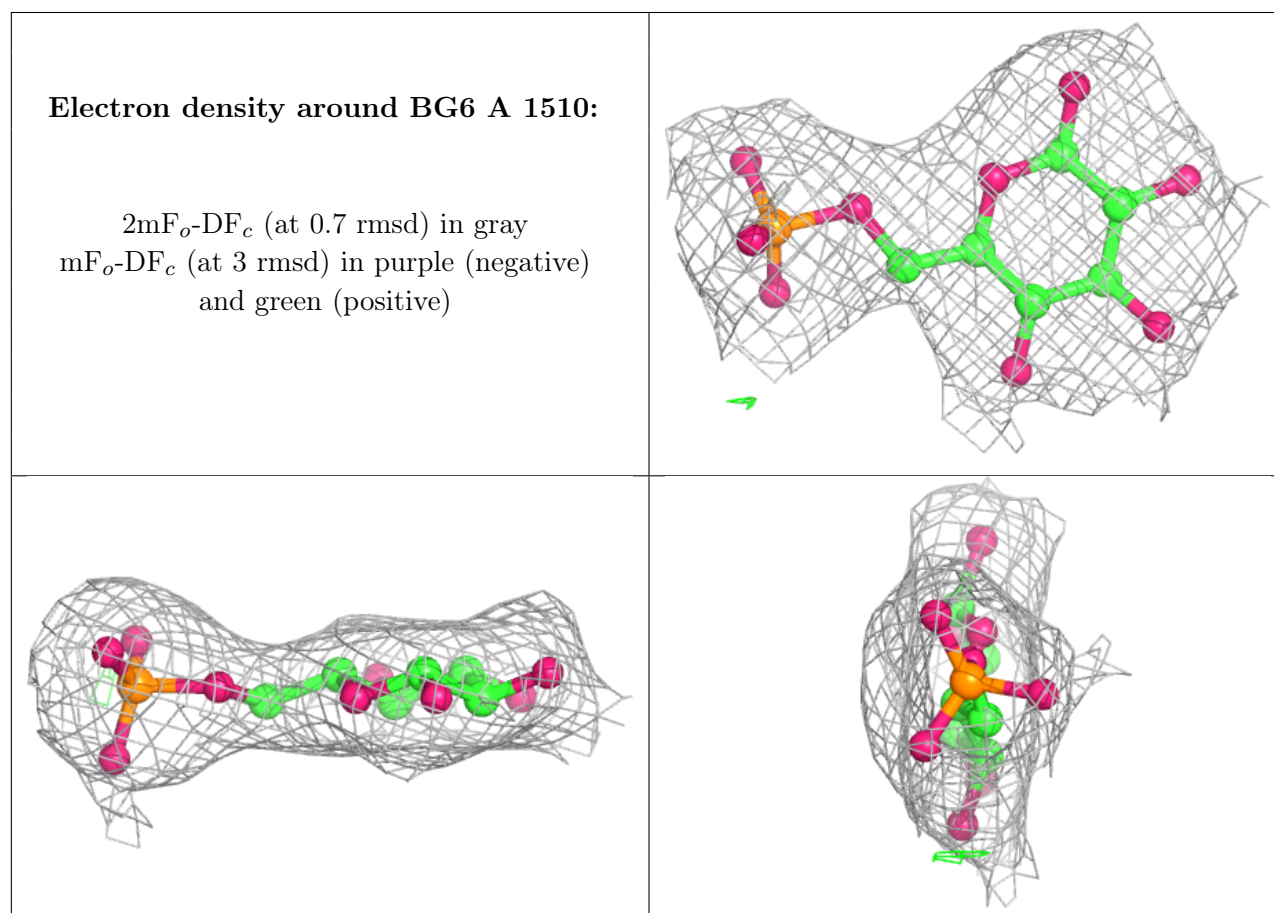 Electron density around BG6 A 1510:
2mFo-DFc (at 0.7 rmsd) in gray
mFo-DFc (at 3 rmsd) in purple (negative)
and green (positive)